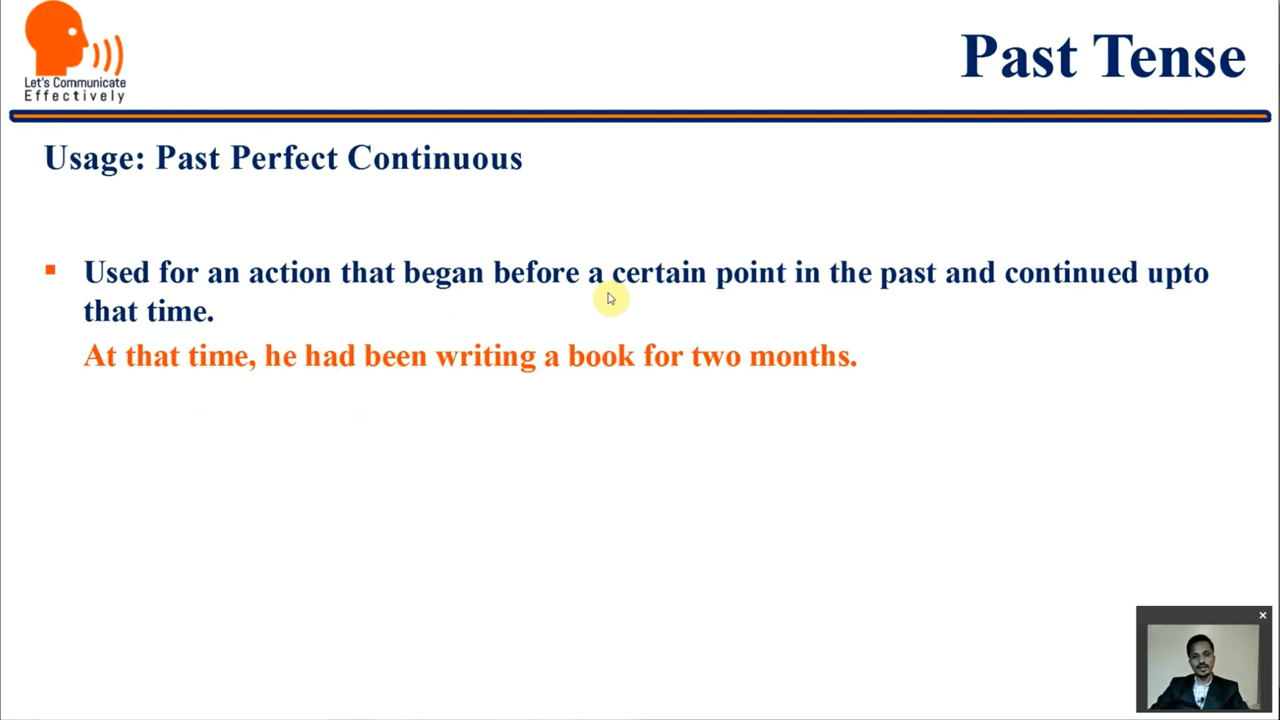 Let's Communicate
Effectively
Past Tense
Usage: Past Perfect Continuous
▪ Used for an action that began before a certain point in the past and continued upto
that time.
At that time, he had been writing a book for two months.